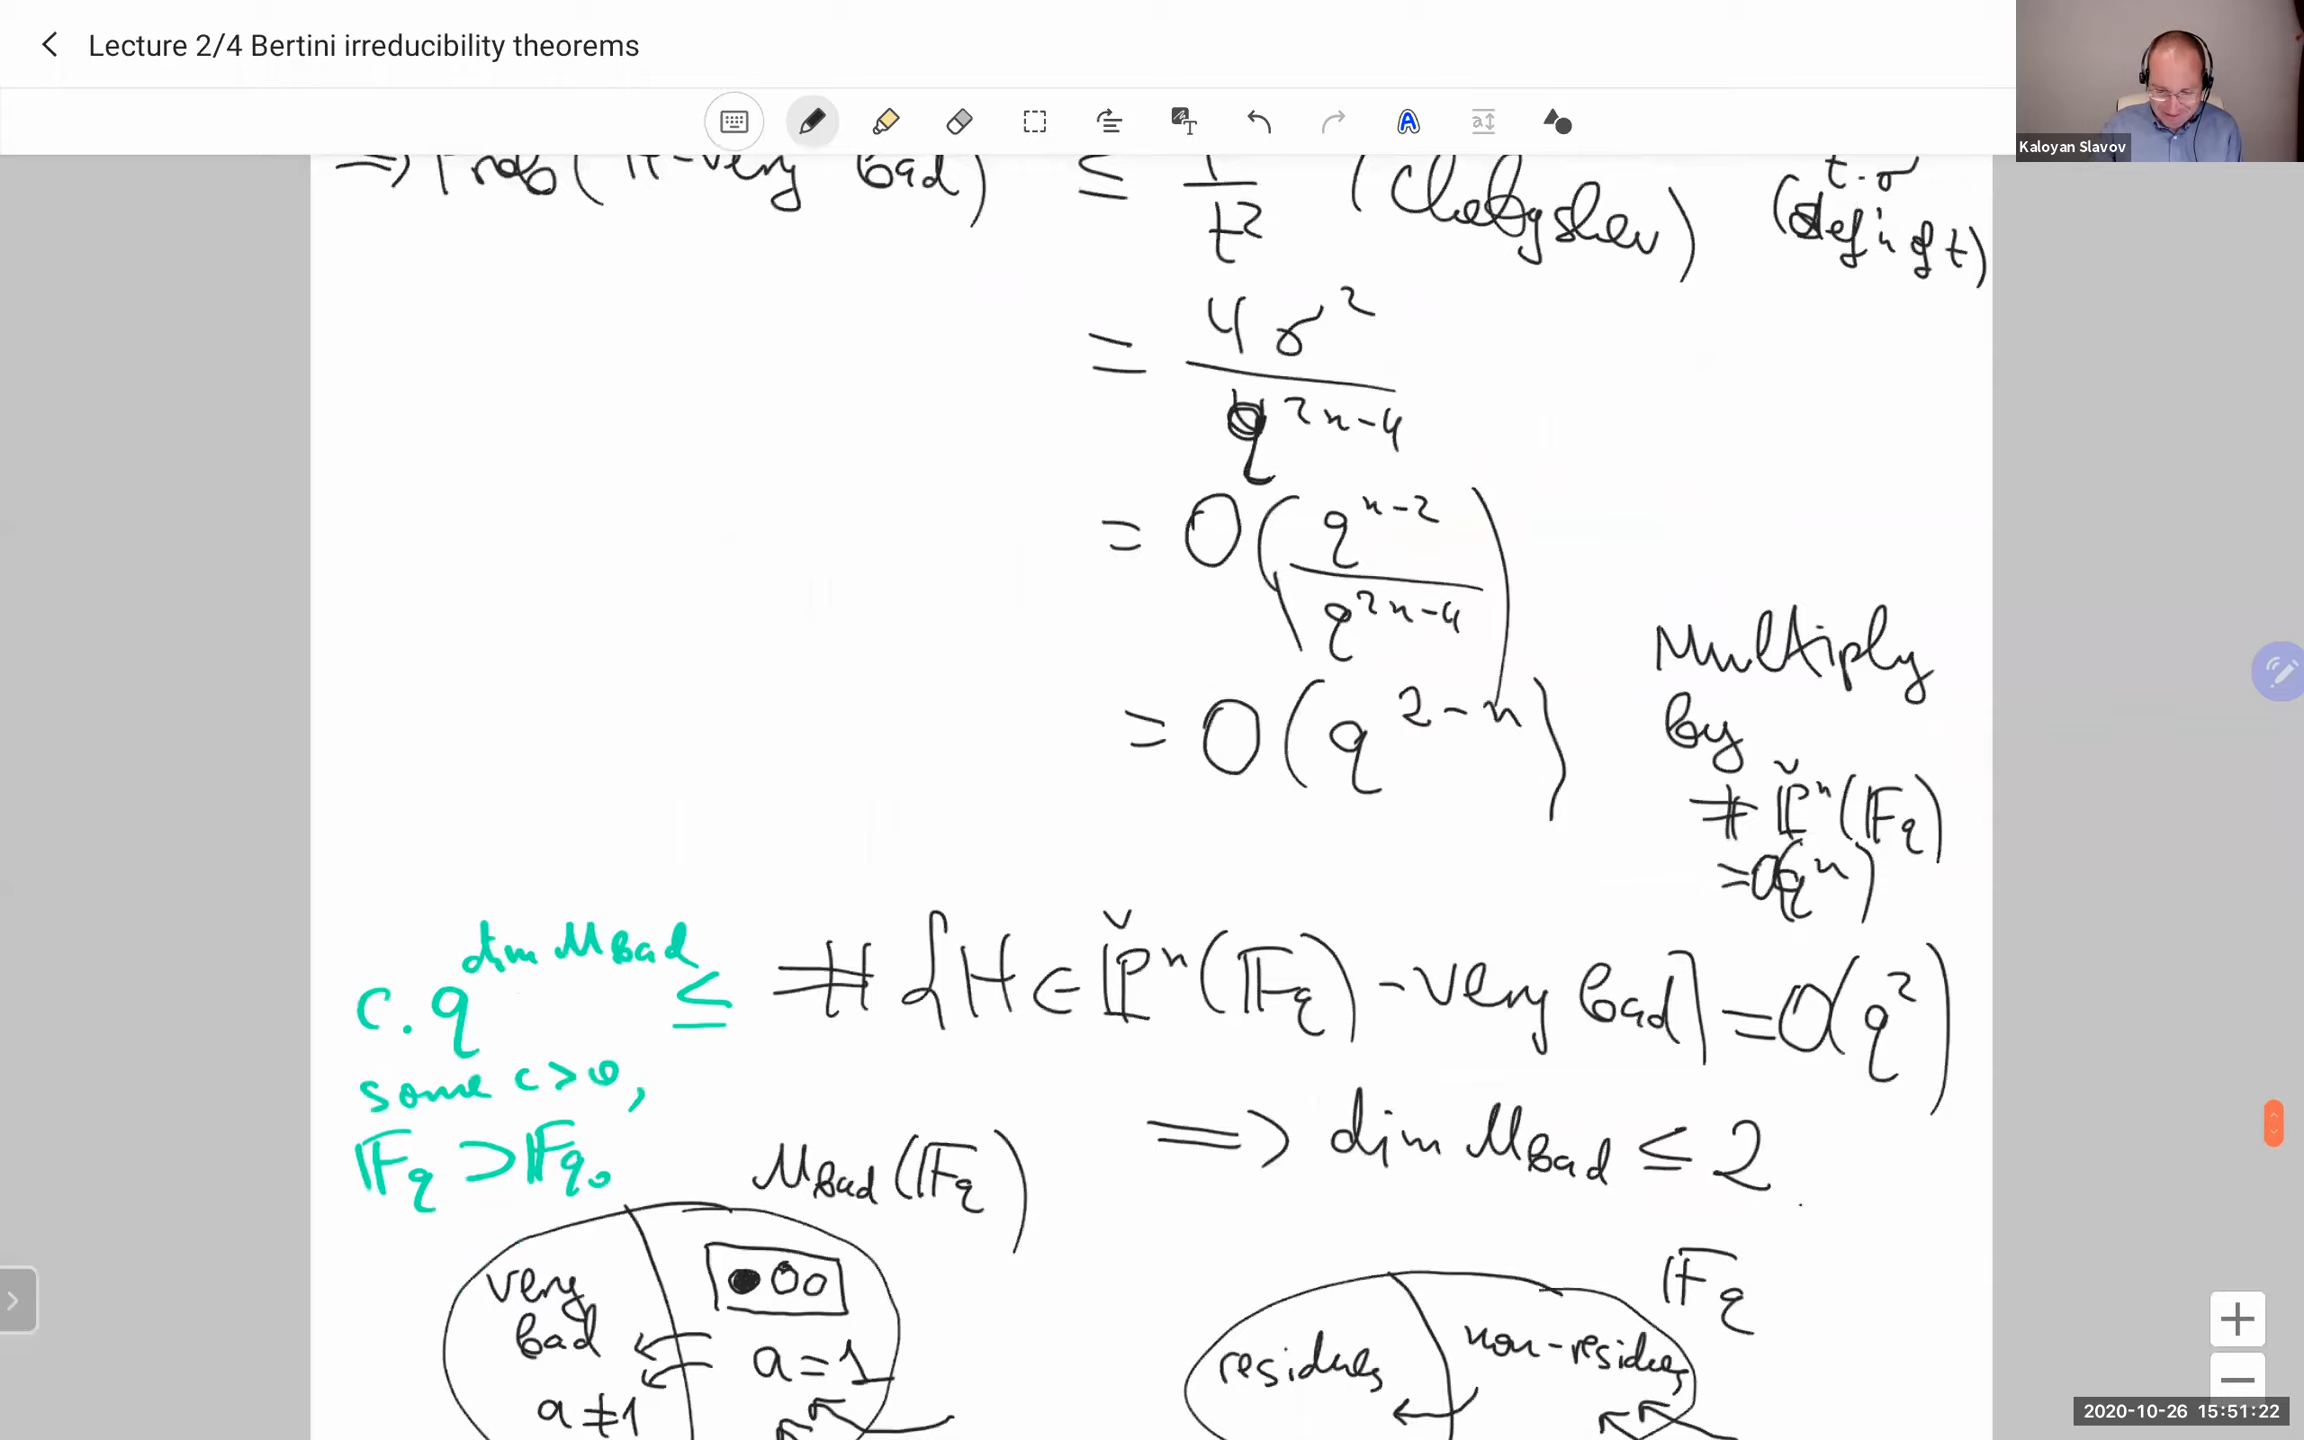 Lecture 2/4 Bertini irreducibility theorems
Kaloyan Slavov
=> Prob(H-very bad) ≤ 1/t² (Chebyshev) t·σ (def'n of t)
= 4σ² / q^{2n-4}
= O(q^{n-2} / q^{2n-4})
= O(q^{2-n})
Multiply
by
# P̌ⁿ(F_q)
= O(qⁿ)
c·q^{dim M_bad} ≤ # {H ∈ P̌ⁿ(F_q) - very bad} = O(q²)
some c>0,
F_q ⊃ F_{q_0}
=> dim M_bad ≤ 2.
M_bad(F_q)
very
bad
a≠1
a=1
F_q
residues
non-residues
2020-10-26 15:51:22